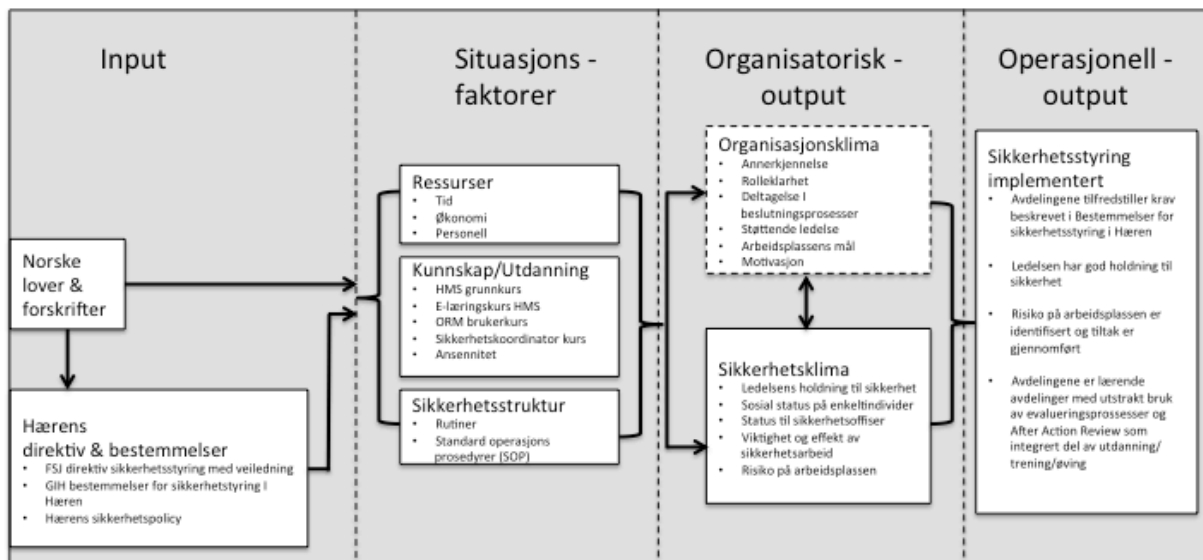 Input
Norske
lover &
forskrifter
Hærens
direktiv & bestemmelser
• FSJ direktiv sikkerhetsstyring med veiledning
• GIH bestemmelser for sikkerhetstyring I
Hæren
• Hærens sikkerhetspolicy
Situasjons -
faktorer
Ressurser
• Tid
• Økonomi
• Personell
Kunnskap/Utdanning
• HMS grunnkurs
• E-læringskurs HMS
• ORM brukerkurs
• Sikkerhetskoordinator kurs
• Ansennitet
Sikkerhetsstruktur
• Rutiner
• Standard operasjons
prosedyrer (SOP)
Organisatorisk -
output
Organisasjonsklima
• Annerkjennelse
• Rolleklarhet
• Deltagelse I
beslutningsprosesser
• Støttende ledelse
• Arbeidsplassens mål
• Motivasjon
Sikkerhetsklima
• Ledelsens holdning til sikkerhet
• Sosial status på enkeltindivider
• Status til sikkerhetsoffiser
• Viktighet og effekt av
sikkerhetsarbeid
• Risiko på arbeidsplassen
Operasjonell -
output
Sikkerhetsstyring
implementert
• Avdelingene tilfredstiller krav
beskrevet i Bestemmelser for
sikkerhetsstyring i Hæren
• Ledelsen har god holdning til
sikkerhet
• Risiko på arbeidsplassen er
identifisert og tiltak er
gjennomført
• Avdelingene er lærende
avdelinger med utstrakt bruk
av evalueringsprossesser og
After Action Review som
integrert del av utdanning/
trening/øving